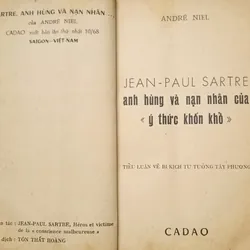 RTRE, ANH HÙNG VÀ NẠN NHÂN
của ANDRÉ NIEL
CADAO xuất bản lần thứ nhất 10/68
SAIGON—VIỆT-NAM
tác : JEAN-PAUL SARTRE, Héros et victime
de la « conscience malheureuse »
dịch : TÔN THẤT HOÀNG
ANDRÉ NIEL
JEAN-PAUL SARTRE
anh hùng và nạn nhân của
« ý thức khốn khổ »
TIỂU LUẬN VỀ BI KỊCH TƯ TƯỞNG TÂY PHƯƠNG
CADAO